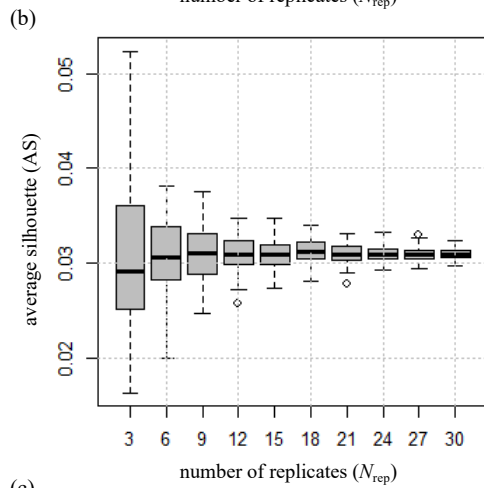 number of replicates (Nrep)
(b)
average silhouette (AS)
0.05
0.04
0.03
0.02
3 6 9 12 15 18 21 24 27 30
number of replicates (Nrep)
(c)